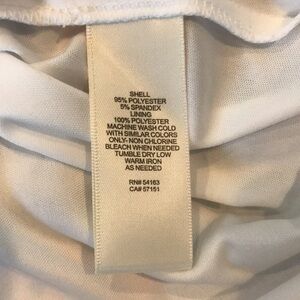 SHELL
95% POLYESTER
5% SPANDEX
LINING
100% POLYESTER
MACHINE WASH COLD
WITH SIMILAR COLORS
ONLY- NON CHLORINE
BLEACH WHEN NEEDED
TUMBLE DRY LOW
WARM IRON
AS NEEDED
RN# 54163
CA# 57151